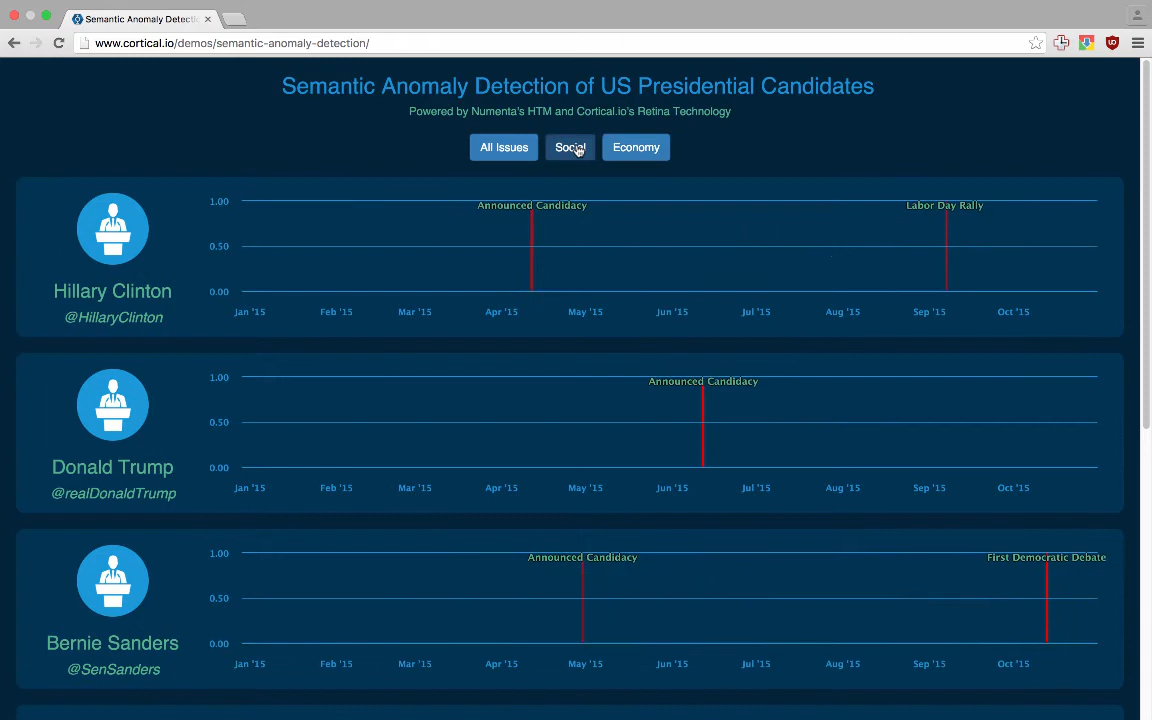 Semantic Anomaly Detectio
www.cortical.io/demos/semantic-anomaly-detection/
Semantic Anomaly Detection of US Presidential Candidates
Powered by Numenta's HTM and Cortical.io's Retina Technology
All Issues Social Economy
1.00 Announced Candidacy Labor Day Rally
0.50
0.00
Jan '15 Feb '15 Mar '15 Apr '15 May '15 Jun '15 Jul '15 Aug '15 Sep '15 Oct '15
Hillary Clinton
@HillaryClinton
1.00 Announced Candidacy
0.50
0.00
Jan '15 Feb '15 Mar '15 Apr '15 May '15 Jun '15 Jul '15 Aug '15 Sep '15 Oct '15
Donald Trump
@realDonaldTrump
1.00 Announced Candidacy First Democratic Debate
0.50
0.00
Jan '15 Feb '15 Mar '15 Apr '15 May '15 Jun '15 Jul '15 Aug '15 Sep '15 Oct '15
Bernie Sanders
@SenSanders